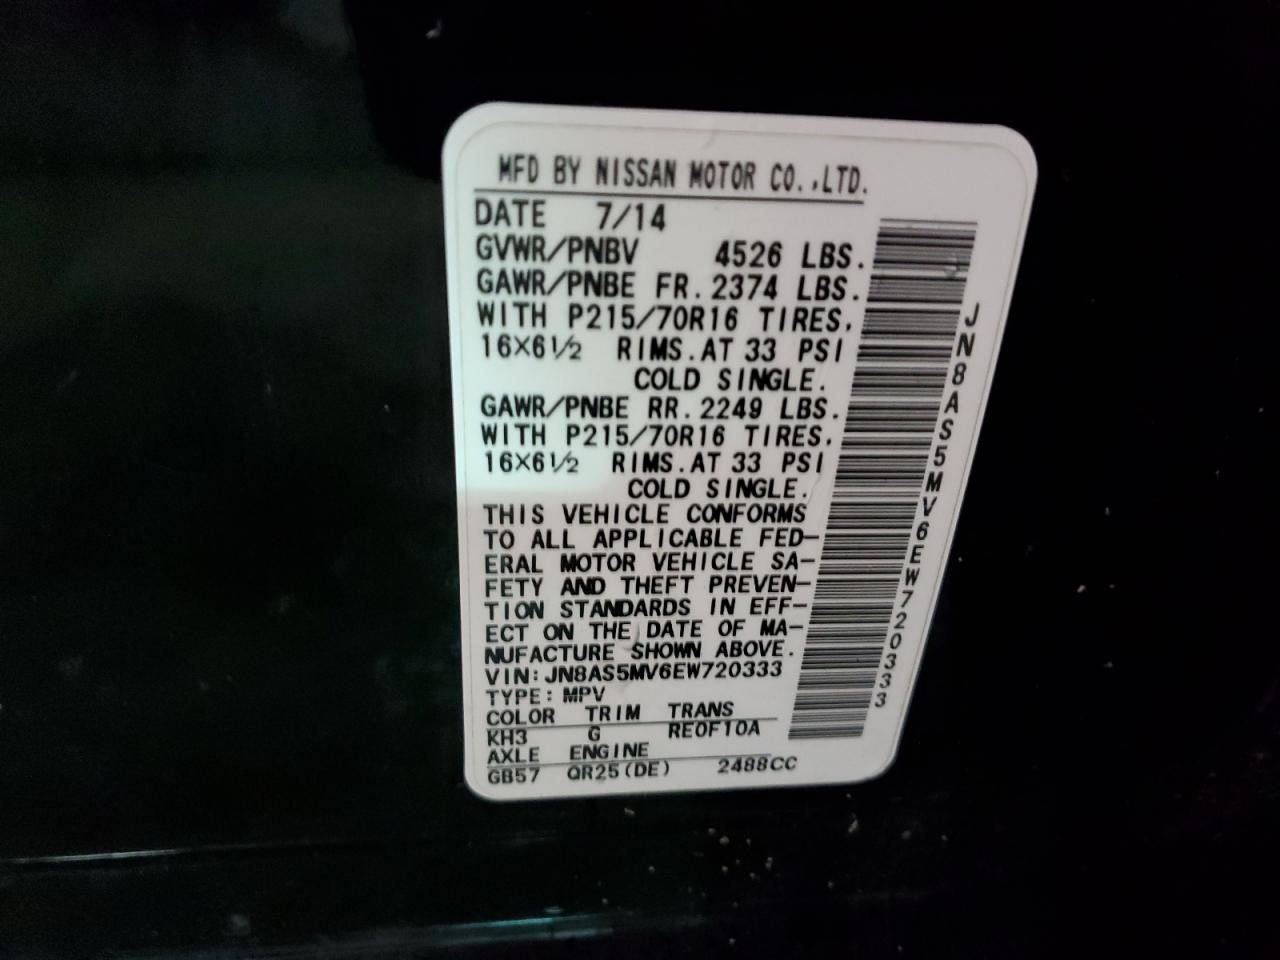 MFD BY NISSAN MOTOR CO.,LTD.
DATE 7/14
GVWR/PNBV 4526 LBS.
GAWR/PNBE FR. 2374 LBS.
WITH P215/70R16 TIRES.
16X6½ RIMS. AT 33 PSI
COLD SINGLE.
GAWR/PNBE RR. 2249 LBS.
WITH P215/70R16 TIRES.
16X6½ RIMS. AT 33 PSI
COLD SINGLE.
THIS VEHICLE CONFORMS
TO ALL APPLICABLE FED-
ERAL MOTOR VEHICLE SA-
FETY AND THEFT PREVEN-
TION STANDARDS IN EFF-
ECT ON THE DATE OF MA-
NUFACTURE SHOWN ABOVE.
VIN: JN8AS5MV6EW720333
TYPE: MPV
COLOR TRIM TRANS
KH3 G RE0F10A
AXLE ENGINE
GB57 QR25(DE) 2488CC
JN8AS5MV6EW720333